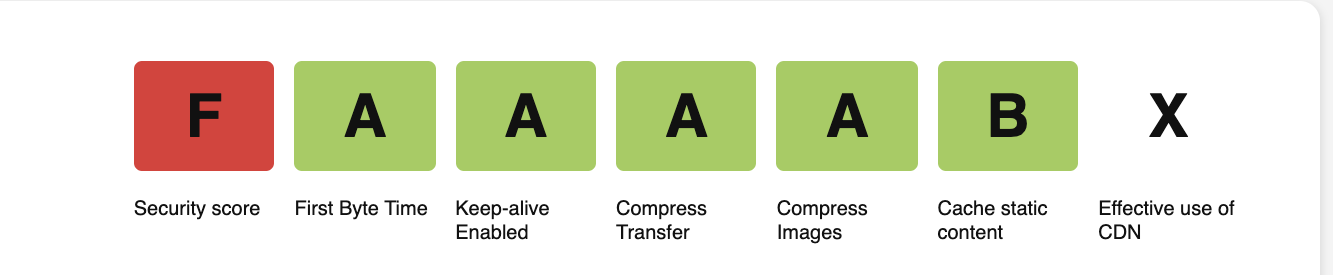 F A A A A B X
Security score First Byte Time Keep-alive Compress Compress Cache static Effective use of
Enabled Transfer Images content CDN